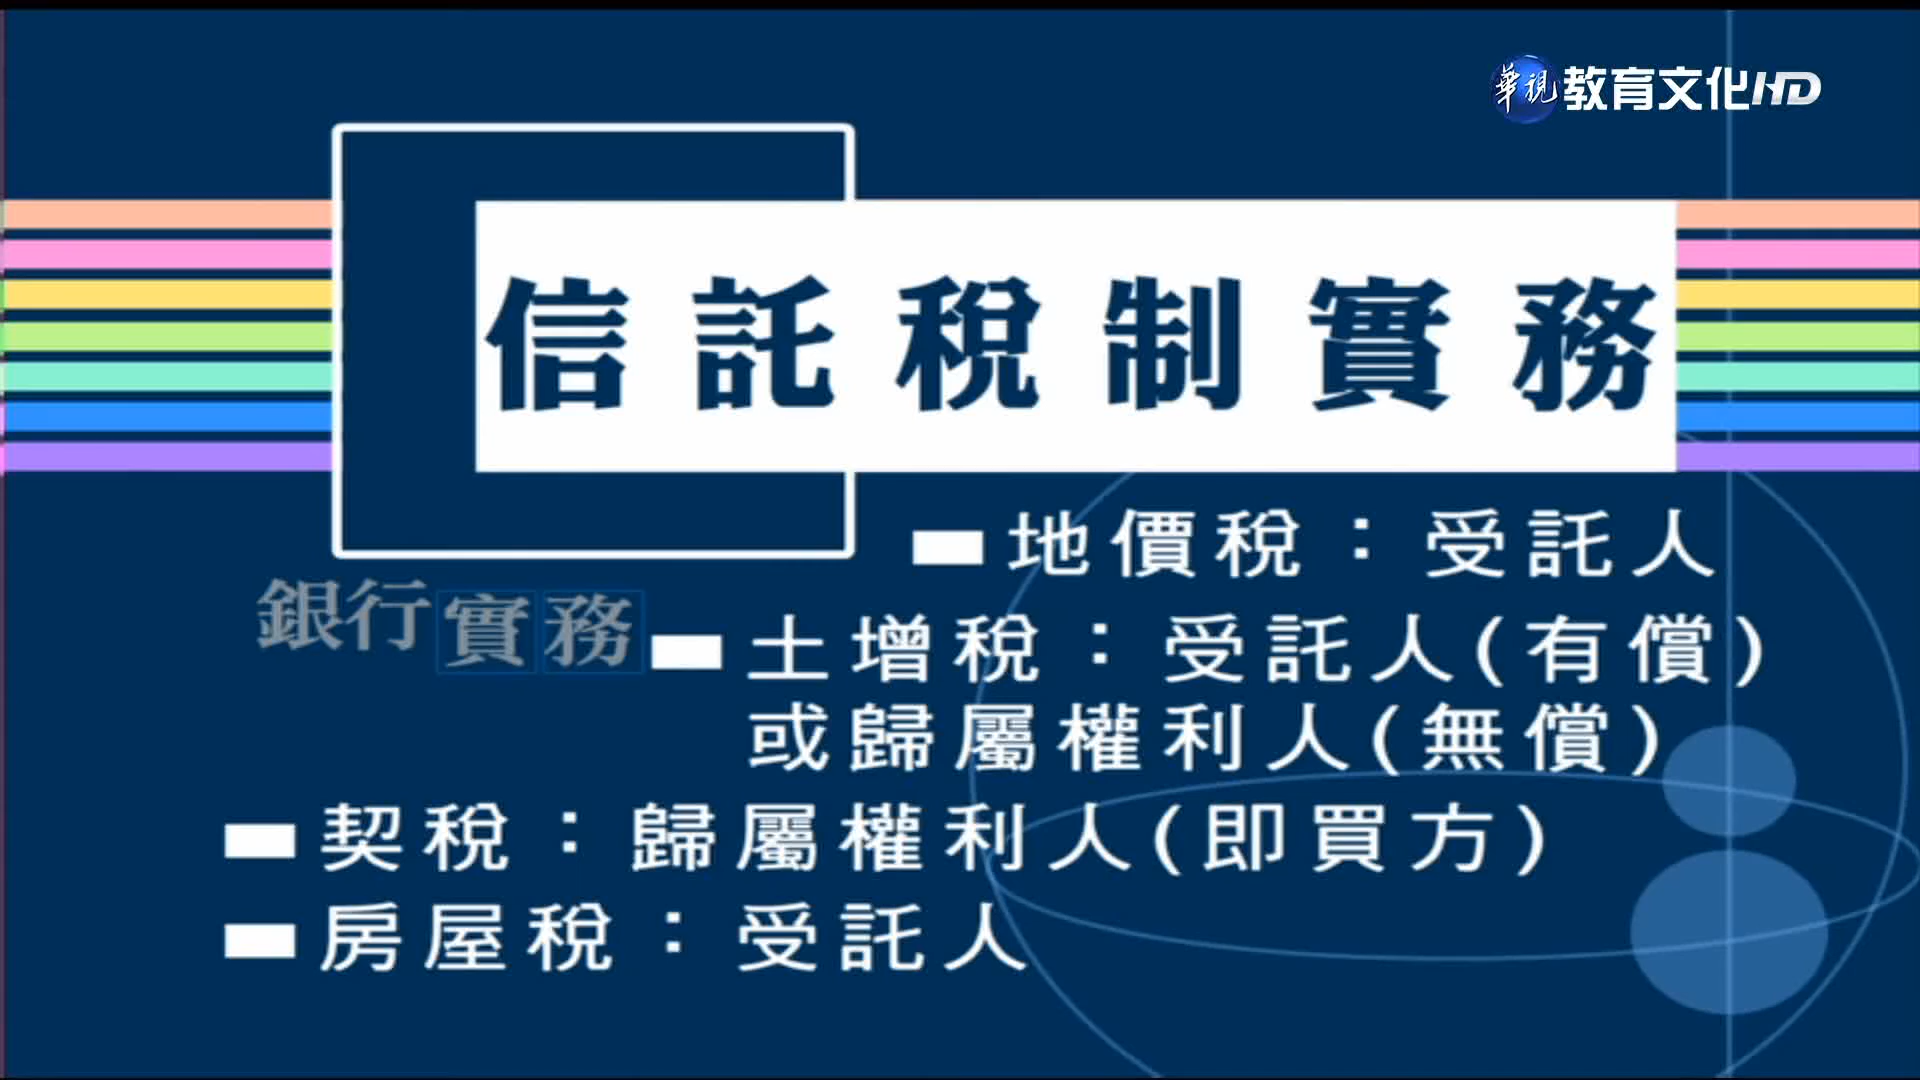 華視教育文化HD
信託稅制實務
地價稅：受託人
銀行實務
土增稅：受託人(有償)
或歸屬權利人(無償)
契稅：歸屬權利人(即買方)
房屋稅：受託人